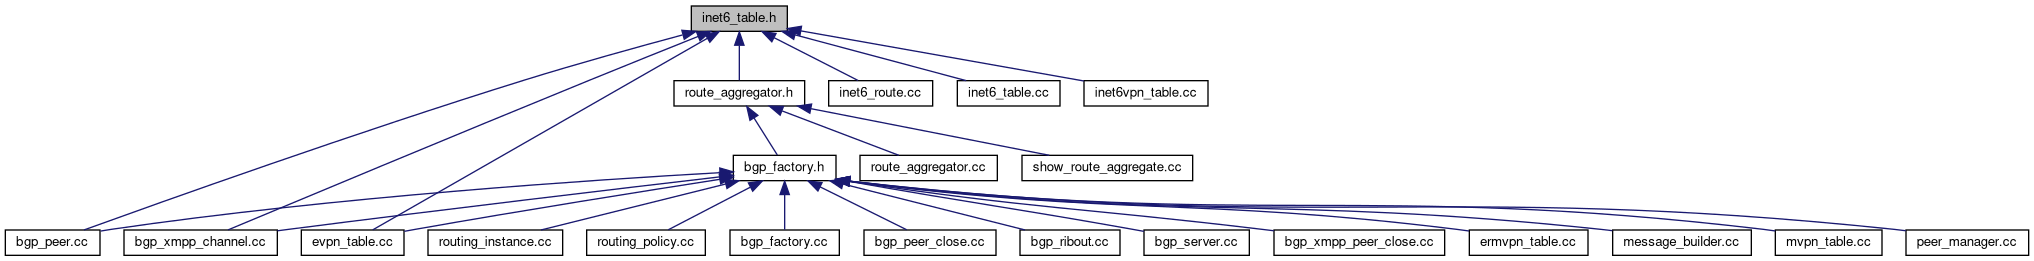 inet6_table.h
route_aggregator.h
inet6_route.cc
inet6_table.cc
inet6vpn_table.cc
bgp_factory.h
route_aggregator.cc
show_route_aggregate.cc
bgp_peer.cc
bgp_xmpp_channel.cc
evpn_table.cc
routing_instance.cc
routing_policy.cc
bgp_factory.cc
bgp_peer_close.cc
bgp_ribout.cc
bgp_server.cc
bgp_xmpp_peer_close.cc
ermvpn_table.cc
message_builder.cc
mvpn_table.cc
peer_manager.cc